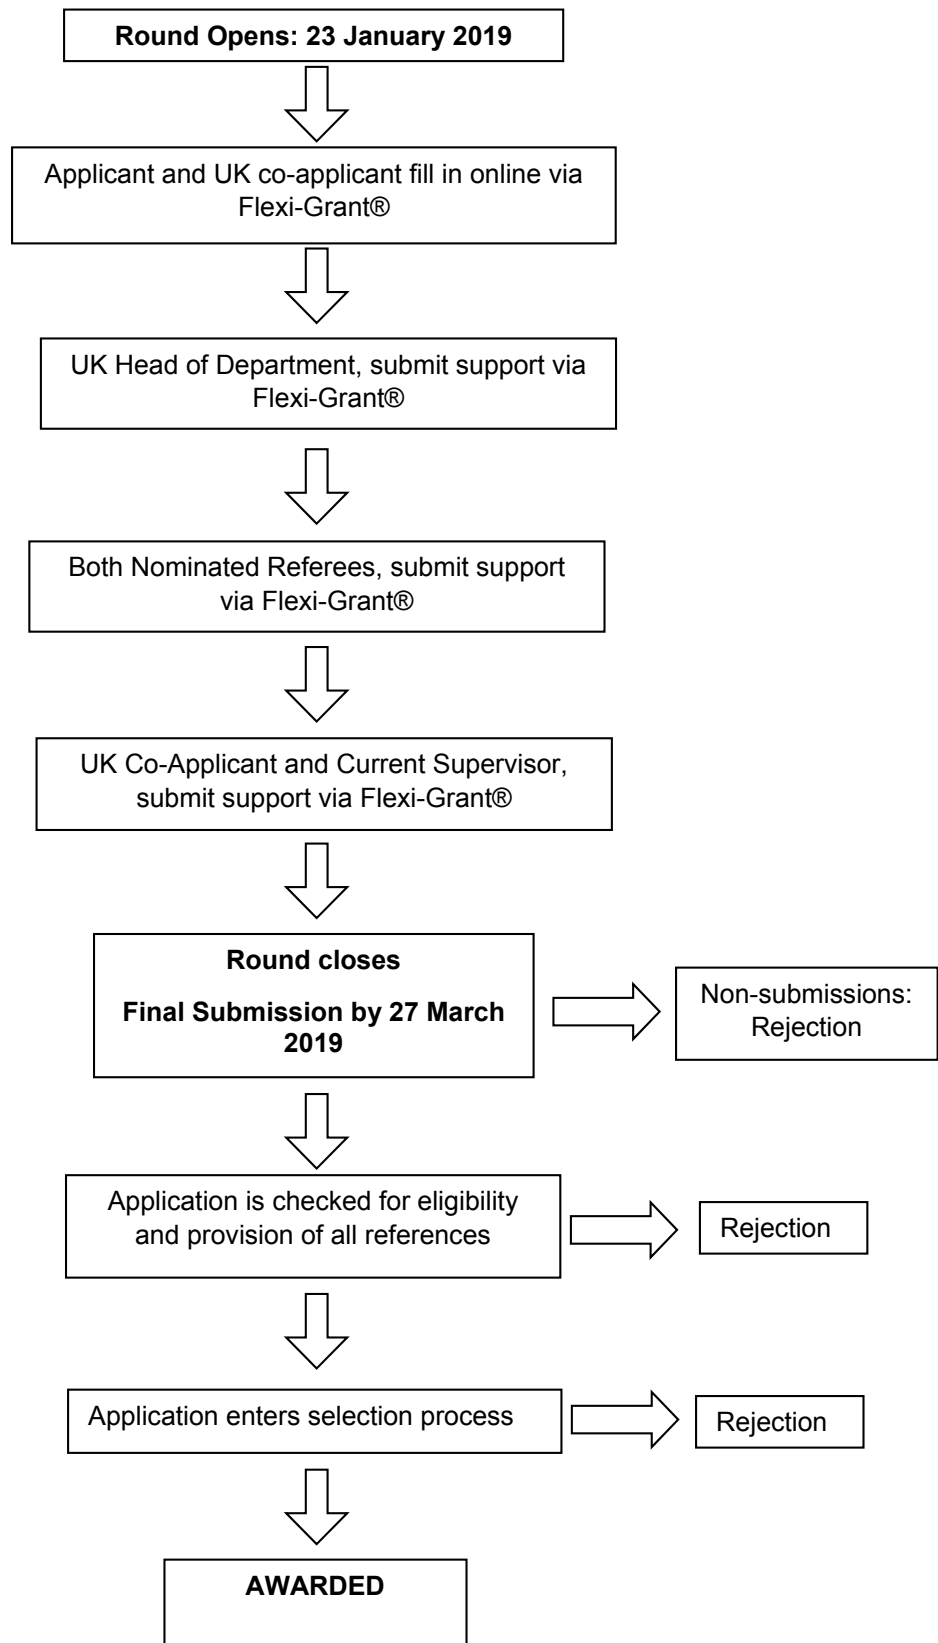 Round Opens: 23 January 2019
Applicant and UK co-applicant fill in online via
Flexi-Grant®
UK Head of Department, submit support via
Flexi-Grant®
Both Nominated Referees, submit support
via Flexi-Grant®
UK Co-Applicant and Current Supervisor,
submit support via Flexi-Grant®
Round closes
Final Submission by 27 March
2019
Non-submissions:
Rejection
Application is checked for eligibility
and provision of all references
Rejection
Application enters selection process
Rejection
AWARDED